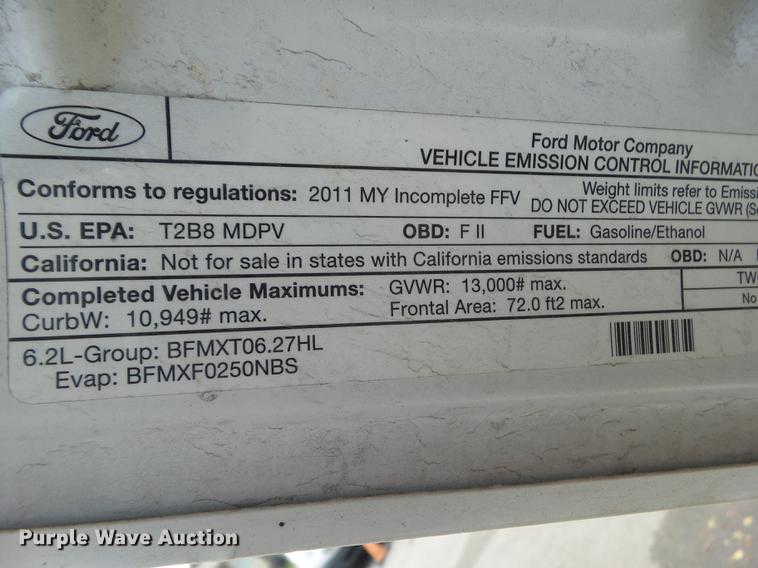 Ford
Ford Motor Company
VEHICLE EMISSION CONTROL
Conforms to regulations: 2011 MY Incomplete FFV
Weight limits refer to
DO NOT EXCEED VEHICLE GVWR
U.S. EPA: T2B8 MDPV OBD: F II FUEL: Gasoline/Ethanol
California: Not for sale in states with California emissions standards OBD: N/A
Completed Vehicle Maximums: GVWR: 13,000# max.
CurbW: 10,949# max. Frontal Area: 72.0 ft2 max.
No
6.2L-Group: BFMXT06.27HL
Evap: BFMXF0250NBS
Purple Wave Auction